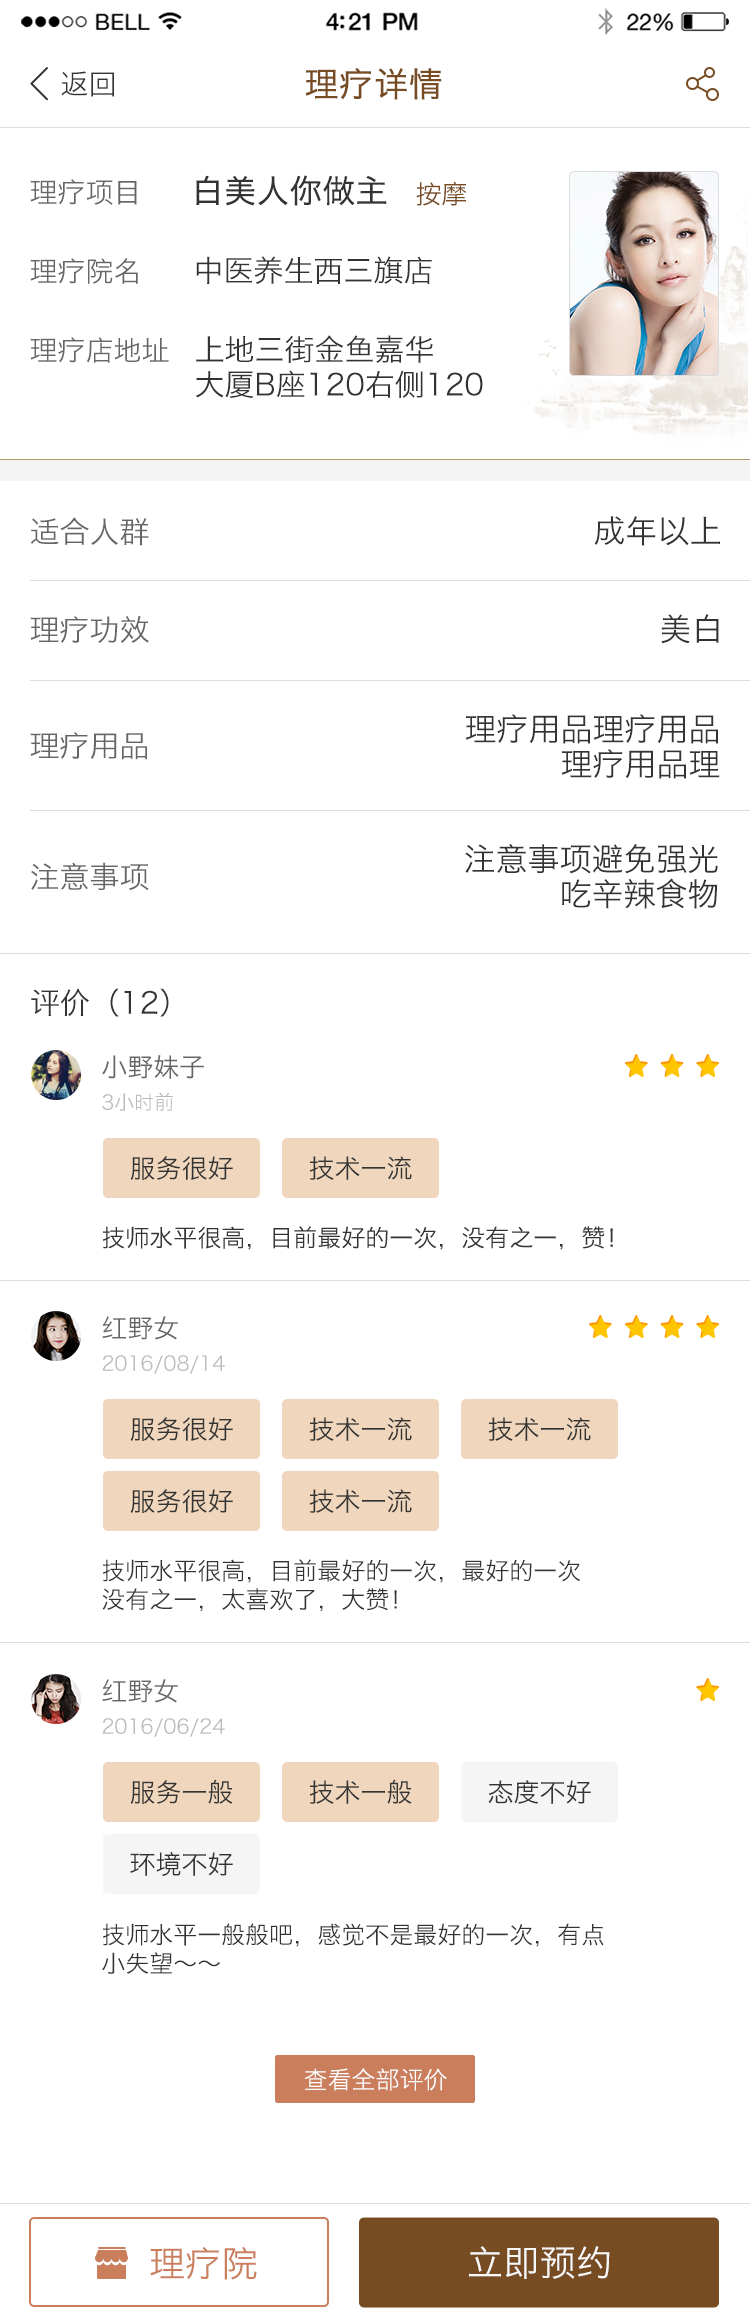 BELL 4:21 PM 22%
返回 理疗详情
理疗项目 白美人你做主 按摩
理疗院名 中医养生西三旗店
理疗店地址 上地三街金鱼嘉华
大厦B座120右侧120
适合人群 成年以上
理疗功效 美白
理疗用品 理疗用品理疗用品
理疗用品理
注意事项 注意事项避免强光
吃辛辣食物
评价（12）
小野妹子
3小时前
服务很好 技术一流
技师水平很高，目前最好的一次，没有之一，赞！
红野女
2016/08/14
服务很好 技术一流 技术一流
服务很好 技术一流
技师水平很高，目前最好的一次，最好的一次
没有之一，太喜欢了，大赞！
红野女
2016/06/24
服务一般 技术一般 态度不好
环境不好
技师水平一般般吧，感觉不是最好的一次，有点
小失望～～
查看全部评价
理疗院 立即预约